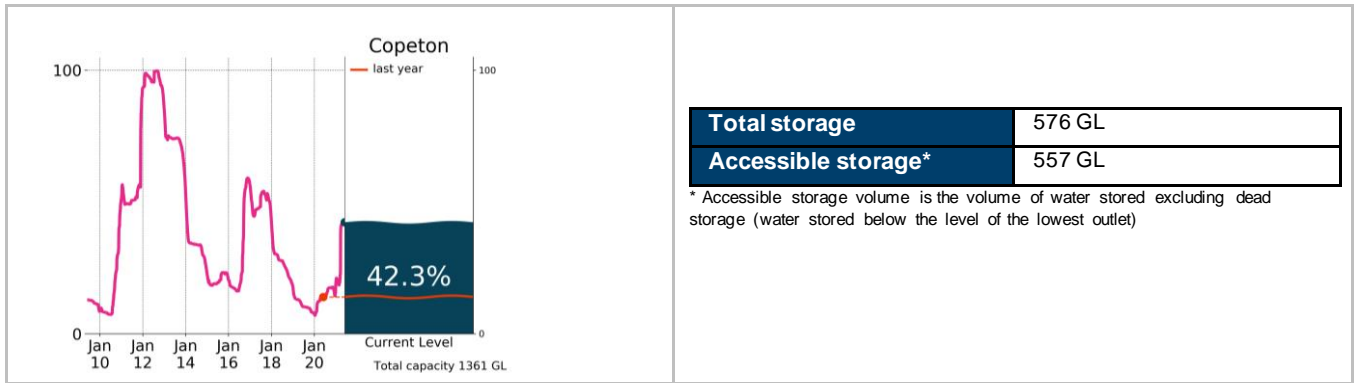 Copeton
last year
100
100
42.3%
0
0
Jan Jan Jan Jan Jan Jan
10 12 14 16 18 20
Current Level
Total capacity 1361 GL
Total storage 576 GL
Accessible storage* 557 GL
* Accessible storage volume is the volume of water stored excluding dead
storage (water stored below the level of the lowest outlet)